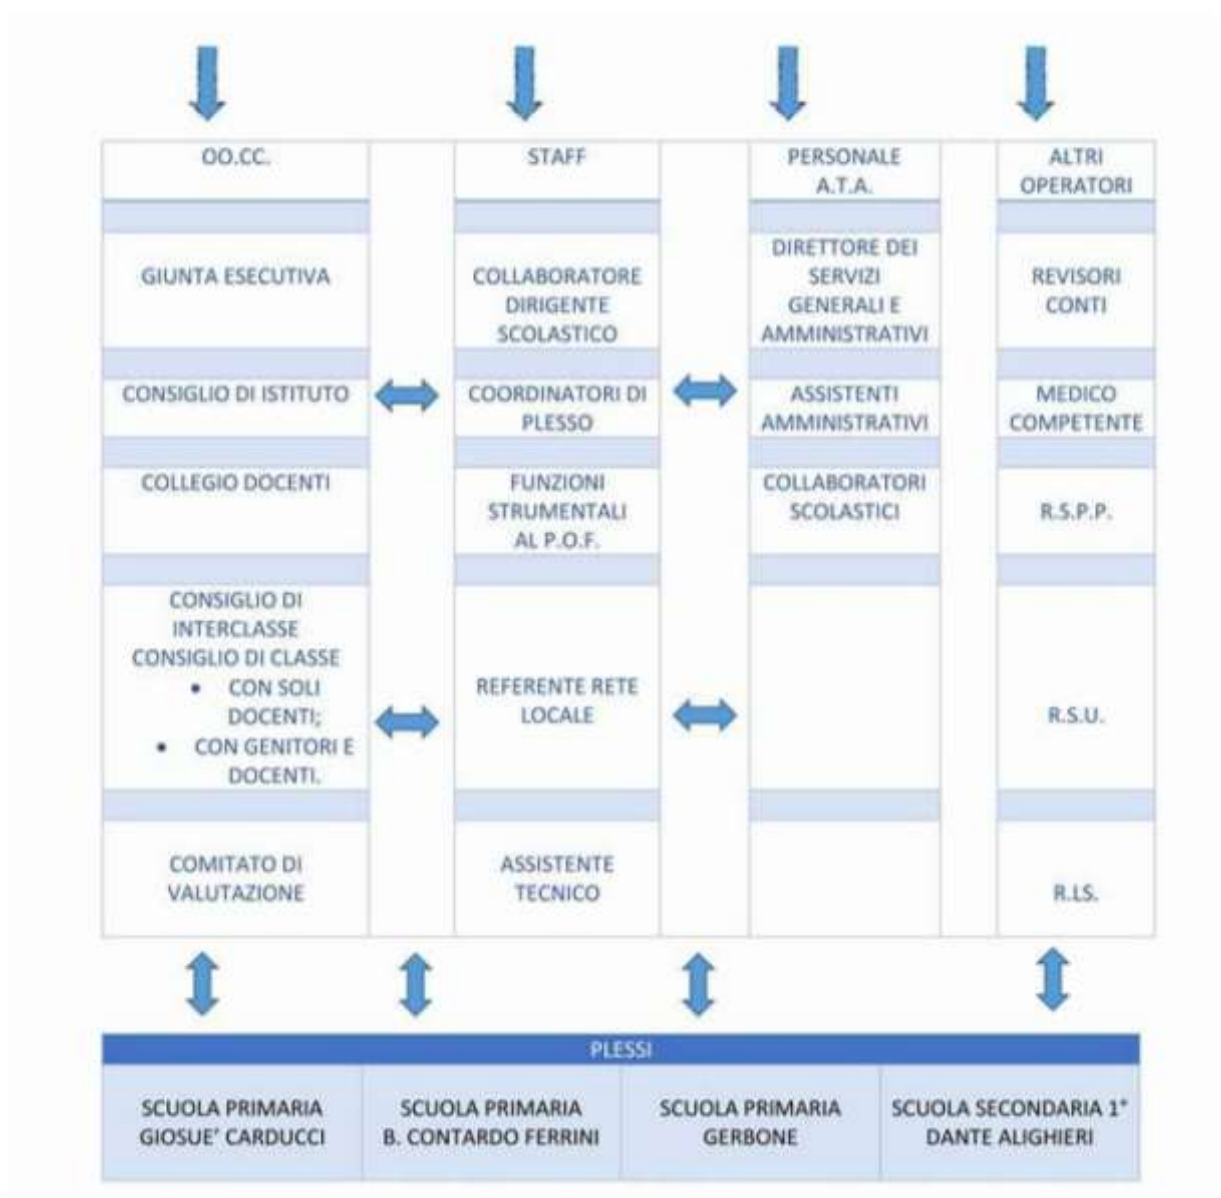 OO.CC.
STAFF
PERSONALE
A.T.A.
ALTRI
OPERATORI
GIUNTA ESECUTIVA
COLLABORATORE
DIRIGENTE
SCOLASTICO
DIRETTORE DEI
SERVIZI
GENERALI E
AMMINISTRATIVI
REVISORI
CONTI
CONSIGLIO DI ISTITUTO
COORDINATORI DI
PLESSO
ASSISTENTI
AMMINISTRATIVI
MEDICO
COMPETENTE
COLLEGIO DOCENTI
FUNZIONI
STRUMENTALI
AL P.O.F.
COLLABORATORI
SCOLASTICI
R.S.P.P.
CONSIGLIO DI
INTERCLASSE
CONSIGLIO DI CLASSE
• CON SOLI
DOCENTI;
• CON GENITORI E
DOCENTI.
REFERENTE RETE
LOCALE
R.S.U.
COMITATO DI
VALUTAZIONE
ASSISTENTE
TECNICO
R.I.S.
PLESSI
SCUOLA PRIMARIA
GIOSUE' CARDUCCI
SCUOLA PRIMARIA
B. CONTARDO FERRINI
SCUOLA PRIMARIA
GERBONE
SCUOLA SECONDARIA 1°
DANTE ALIGHIERI